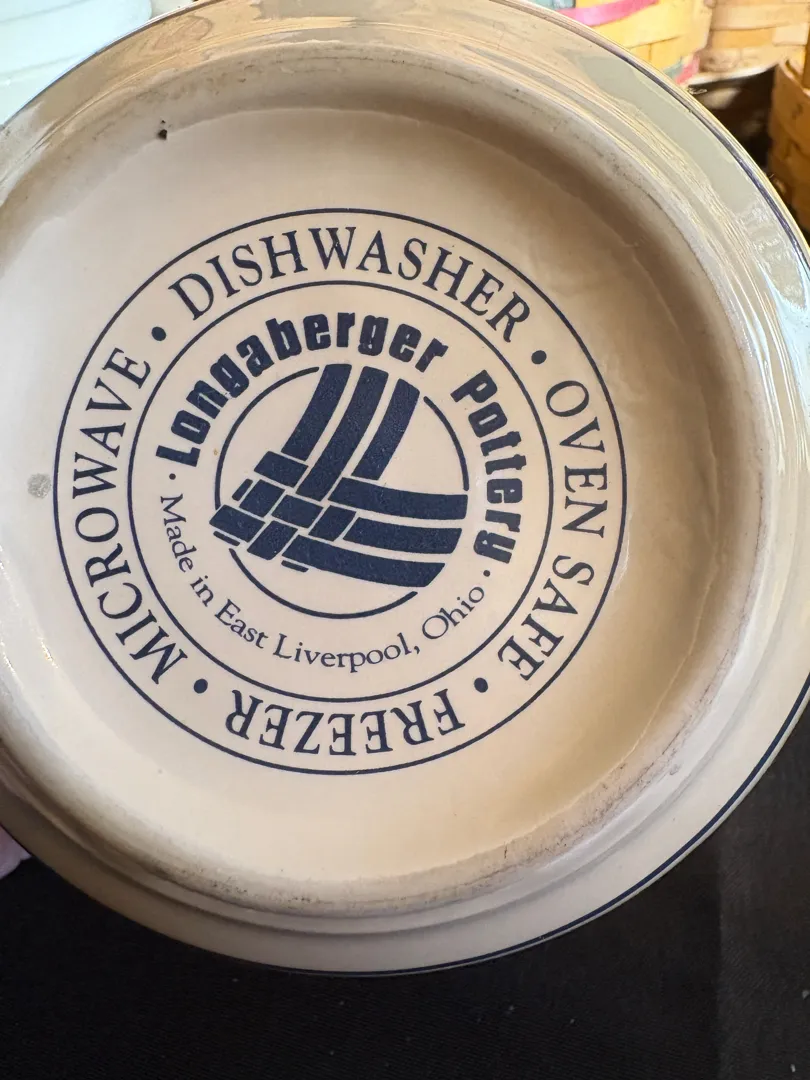 MICROWAVE • DISHWASHER • OVEN SAFE • FREEZER •
Longaberger Pottery
• Made in East Liverpool, Ohio •